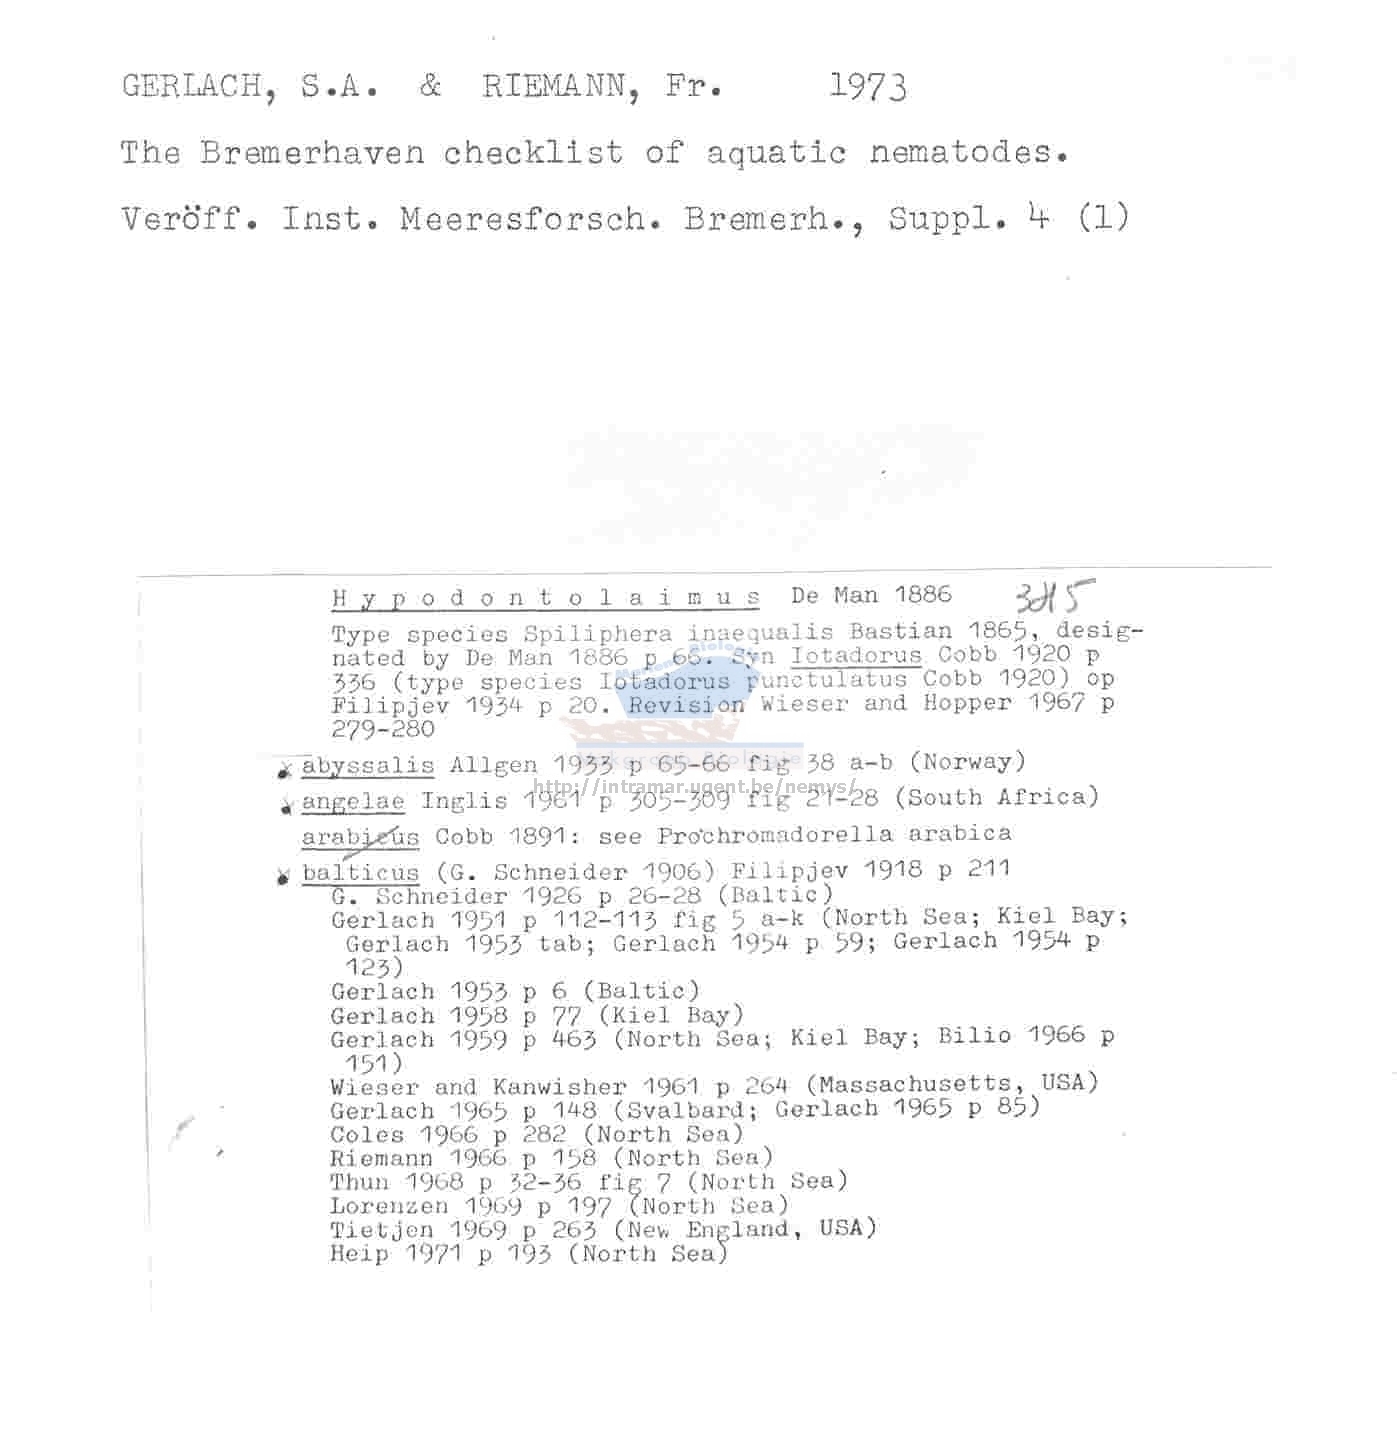 GERLACH, S.A. & RIEMANN, Fr. 1973
The Bremerhaven checklist of aquatic nematodes.
Veröff. Inst. Meeresforsch. Bremerh., Suppl. 4 (1)
Hypodontolaimus De Man 1886
Type species Spiliphera inaequalis Bastian 1865, desig-
nated by De Man 1886 p 66. Syn Iotadorus Cobb 1920 p
336 (type species Iotadorus punctulatus Cobb 1920) op
Filipjev 1934 p 20. Revision Wieser and Hopper 1967 p
279-280
abyssalis Allgen 1933 p 65-66 fig 38 a-b (Norway)
http://intramar.ugent.be/nemys/
angelae Inglis 1961 p 305-309 fig 21-28 (South Africa)
arabicus Cobb 1891: see Prochromadorella arabica
balticus (G. Schneider 1906) Filipjev 1918 p 211
G. Schneider 1926 p 26-28 (Baltic)
Gerlach 1951 p 112-113 fig 5 a-k (North Sea; Kiel Bay;
Gerlach 1953 tab; Gerlach 1954 p 59; Gerlach 1954 p
123)
Gerlach 1953 p 6 (Baltic)
Gerlach 1958 p 77 (Kiel Bay)
Gerlach 1959 p 463 (North Sea; Kiel Bay; Bilio 1966 p
151)
Wieser and Kanwisher 1961 p 264 (Massachusetts, USA)
Gerlach 1965 p 148 (Svalbard; Gerlach 1965 p 85)
Coles 1966 p 282 (North Sea)
Riemann 1966 p 158 (North Sea)
Thun 1968 p 32-36 fig 7 (North Sea)
Lorenzen 1969 p 197 (North Sea)
Tietjen 1969 p 263 (New England, USA)
Heip 1971 p 193 (North Sea)